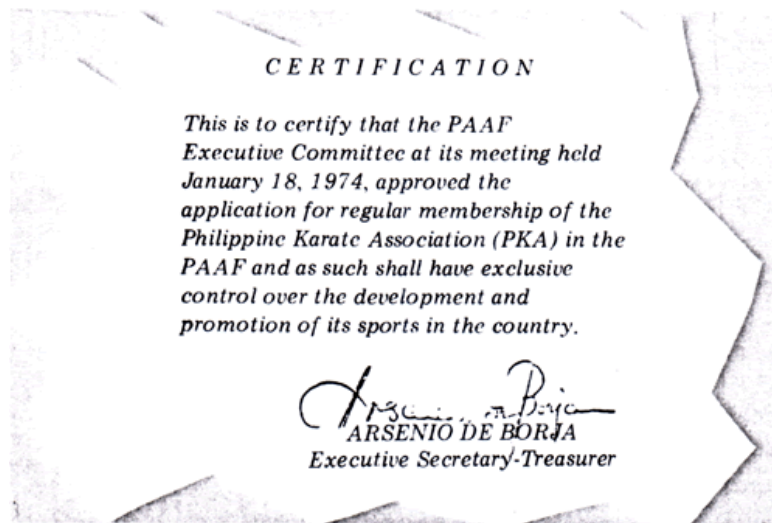 CERTIFICATION
This is to certify that the PAAF
Executive Committee at its meeting held
January 18, 1974, approved the
application for regular membership of the
Philippine Karate Association (PKA) in the
PAAF and as such shall have exclusive
control over the development and
promotion of its sports in the country.
ARSENIO DE BORJA
Executive Secretary-Treasurer